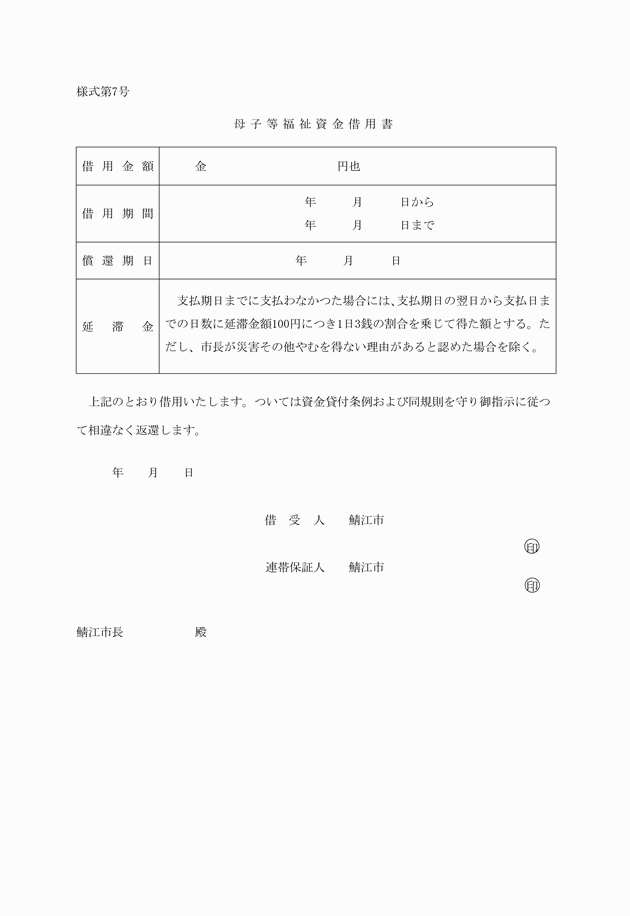 様式第7号
母子等福祉資金借用書
借用金額 金 円也
借用期間 年 月 日から
年 月 日まで
償還期日 年 月 日
支払期日までに支払わなかつた場合には、支払期日の翌日から支払日ま
での日数に延滞金額100円につき1日3銭の割合を乗じて得た額とする。た
延滞金
だし、市長が災害その他やむを得ない理由があると認めた場合を除く。
上記のとおり借用いたします。ついては資金貸付条例および同規則を守り御指示に従つ
て相違なく返還します。
年 月 日
借受人 鯖江市
印
連帯保証人 鯖江市
印
鯖江市長 殿